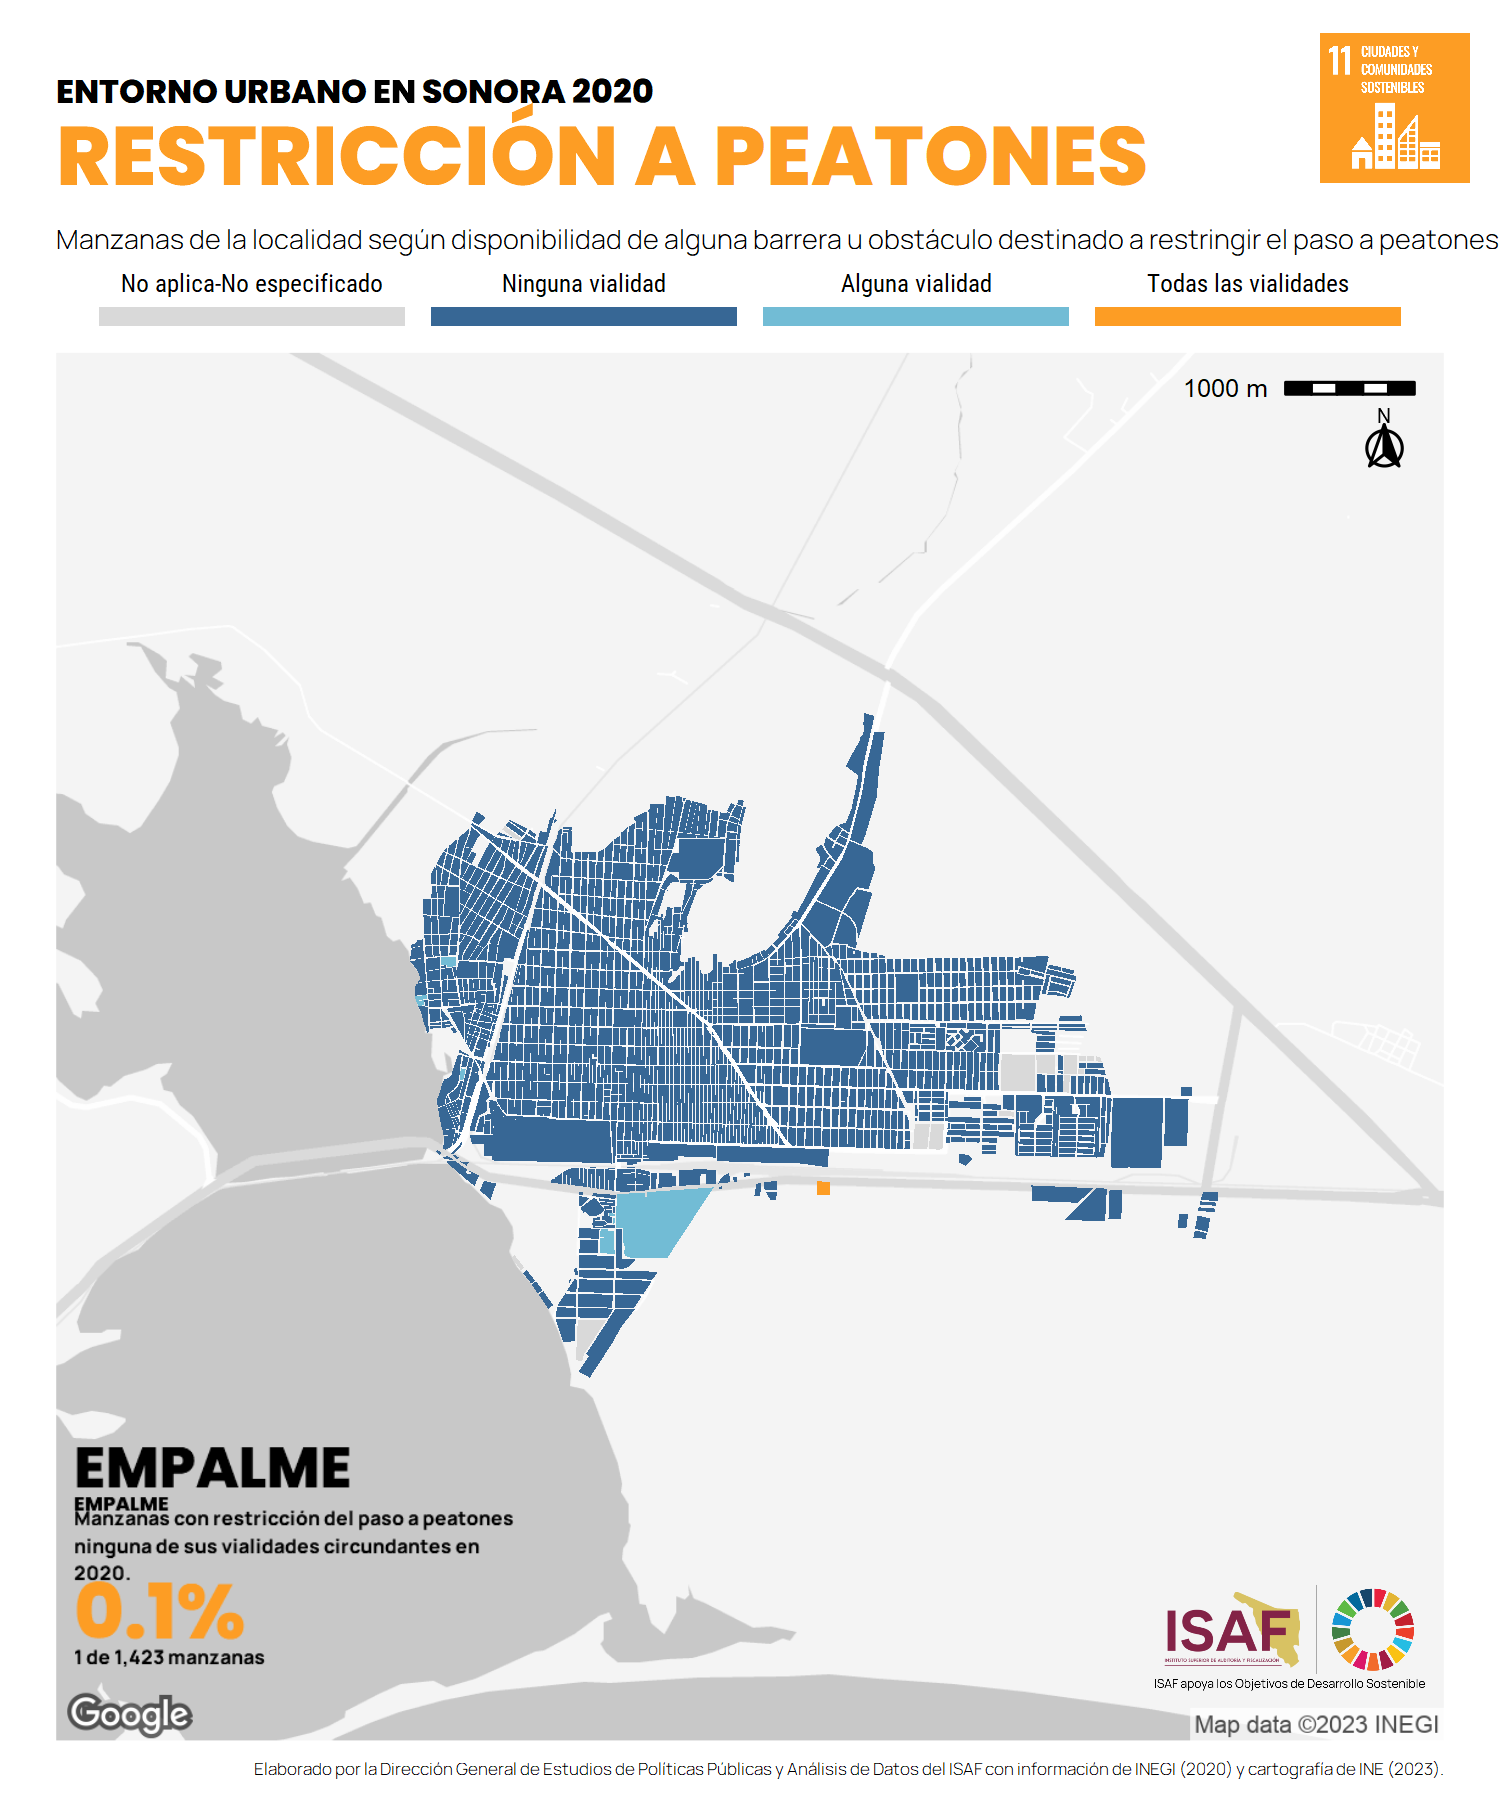 ENTORNO URBANO EN SONORA 2020
RESTRICCIÓN A PEATONES
11 CIUDADES Y
COMUNIDADES
SOSTENIBLES
Manzanas de la localidad según disponibilidad de alguna barrera u obstáculo destinado a restringir el paso a peatones
No aplica-No especificado
Ninguna vialidad
Alguna vialidad
Todas las vialidades
1000 m
N
EMPALME
EMPALME
Manzanas con restricción del paso a peatones
ninguna de sus vialidades circundantes en
2020.
0.1%
1 de 1,423 manzanas
Google
ISAF
INSTITUTO SUPERIOR DE AUDITORÍA Y FISCALIZACIÓN
ISAF apoya los Objetivos de Desarrollo Sostenible
Map data ©2023 INEGI
Elaborado por la Dirección General de Estudios de Políticas Públicas y Análisis de Datos del ISAF con información de INEGI (2020) y cartografía de INE (2023).